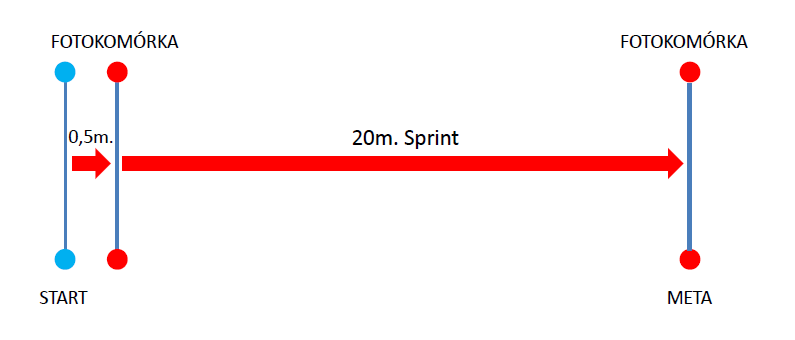 FOTOKOMÓRKA
FOTOKOMÓRKA
0,5m.
20m. Sprint
START
META